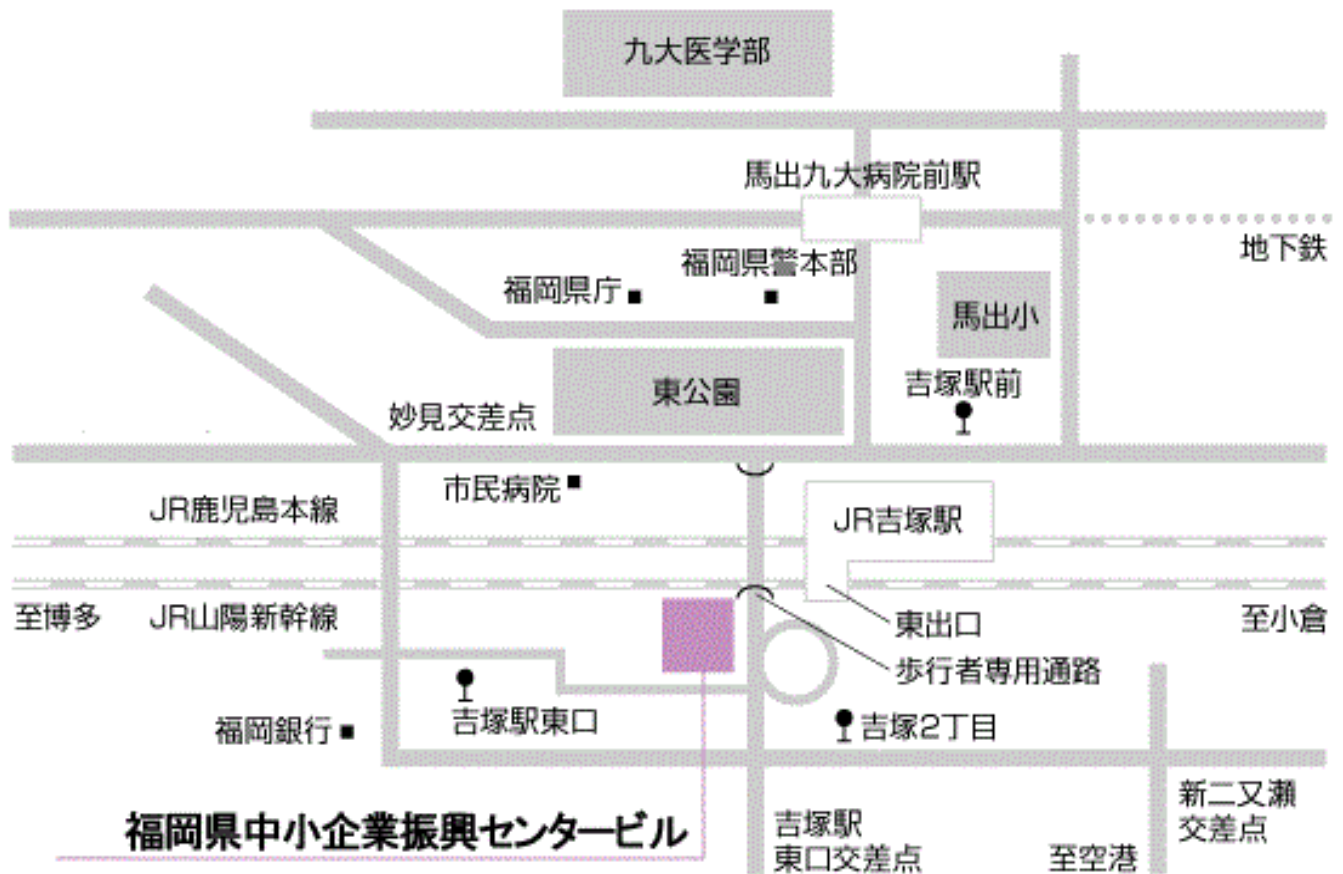 九大医学部
馬出九大病院前駅
地下鉄
福岡県警本部
福岡県庁
馬出小
吉塚駅前
東公園
妙見交差点
市民病院
JR鹿児島本線
JR吉塚駅
至博多
JR山陽新幹線
東出口
至小倉
歩行者専用通路
吉塚駅東口
福岡銀行
吉塚2丁目
福岡県中小企業振興センタービル
吉塚駅
東口交差点
至空港
新二又瀬
交差点